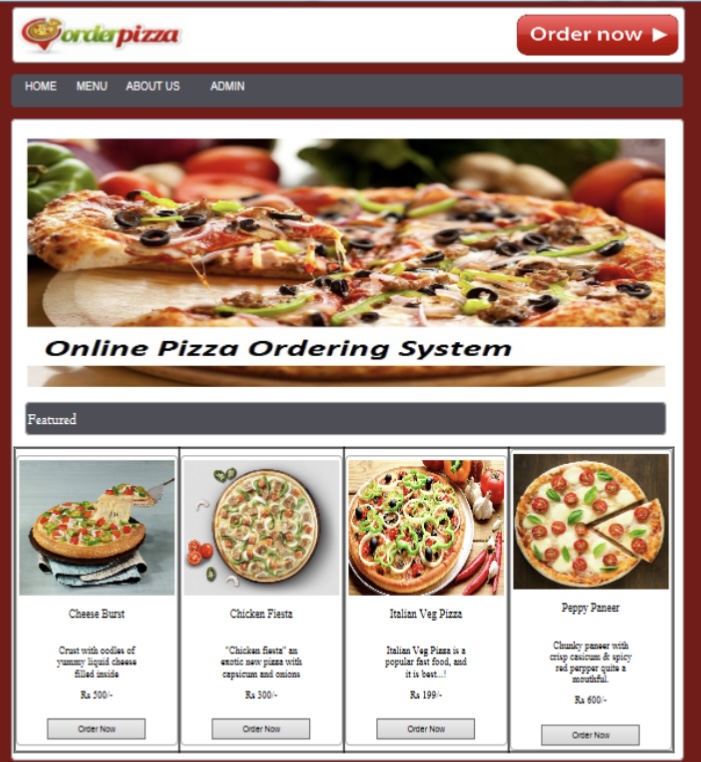 orderpizza
Order now ▶
HOME MENU ABOUT US ADMIN
Online Pizza Ordering System
Featured
Cheese Burst
Crust with oodles of
yummy liquid cheese
filled inside
Rs 500/-
Order Now
Chicken Fiesta
"Chicken fiesta" an
exotic new pizza with
capsicum and onions
Rs 300/-
Order Now
Italian Veg Pizza
Italian Veg Pizza is a
popular fast food, and
it is best...!
Rs 199/-
Order Now
Peppy Paneer
Chunky paneer with
crisp casicum & spicy
red perpper quite a
mouthful.
Rs 600/-
Order Now